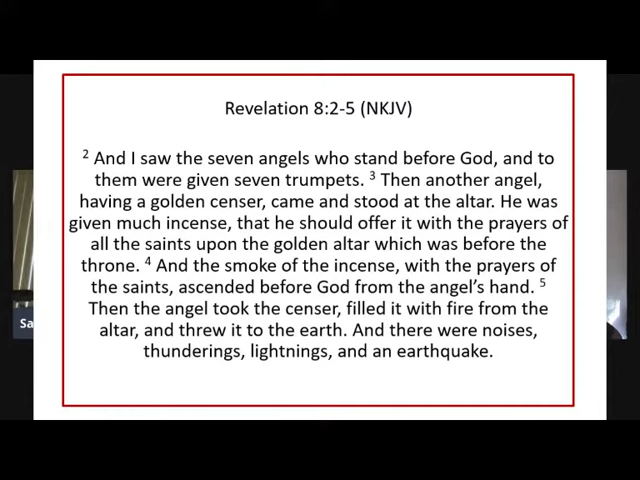 Revelation 8:2-5 (NKJV)
2 And I saw the seven angels who stand before God, and to
them were given seven trumpets. 3 Then another angel,
having a golden censer, came and stood at the altar. He was
given much incense, that he should offer it with the prayers of
all the saints upon the golden altar which was before the
throne. 4 And the smoke of the incense, with the prayers of
the saints, ascended before God from the angel's hand. 5
Then the angel took the censer, filled it with fire from the
altar, and threw it to the earth. And there were noises,
thunderings, lightnings, and an earthquake.
Sa